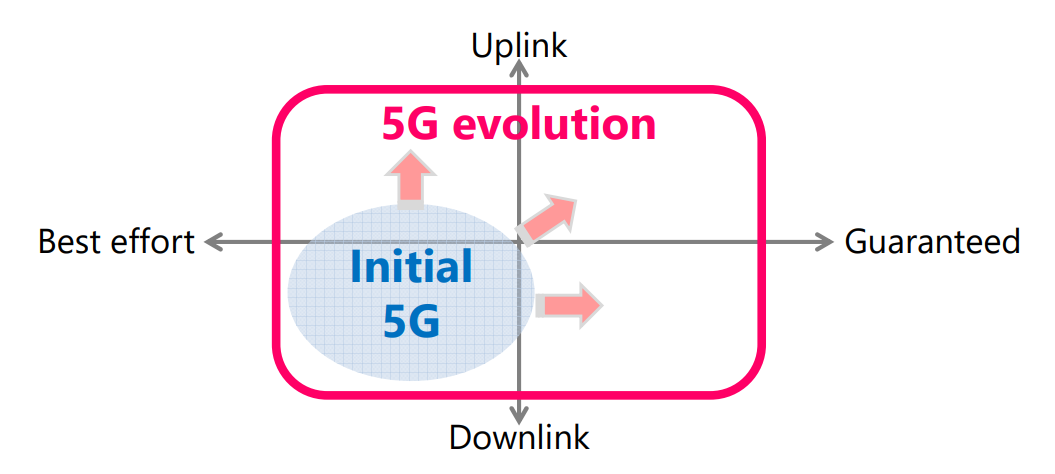 Uplink
5G evolution
Best effort
Guaranteed
Initial
5G
Downlink